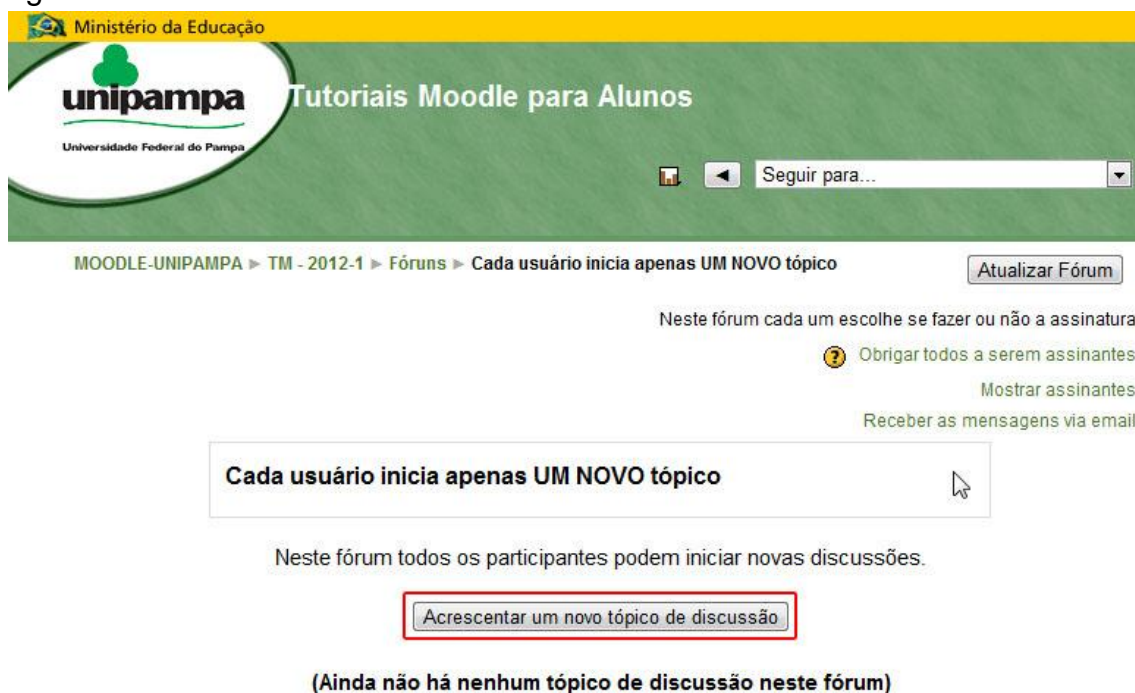 Ministério da Educação
unipampa
Universidade Federal do Pampa
Tutoriais Moodle para Alunos
Seguir para...
MOODLE-UNIPAMPA ► TM - 2012-1 ► Fóruns ► Cada usuário inicia apenas UM NOVO tópico
Atualizar Fórum
Neste fórum cada um escolhe se fazer ou não a assinatura
Obrigar todos a serem assinantes
Mostrar assinantes
Receber as mensagens via email
Cada usuário inicia apenas UM NOVO tópico
Neste fórum todos os participantes podem iniciar novas discussões.
Acrescentar um novo tópico de discussão
(Ainda não há nenhum tópico de discussão neste fórum)